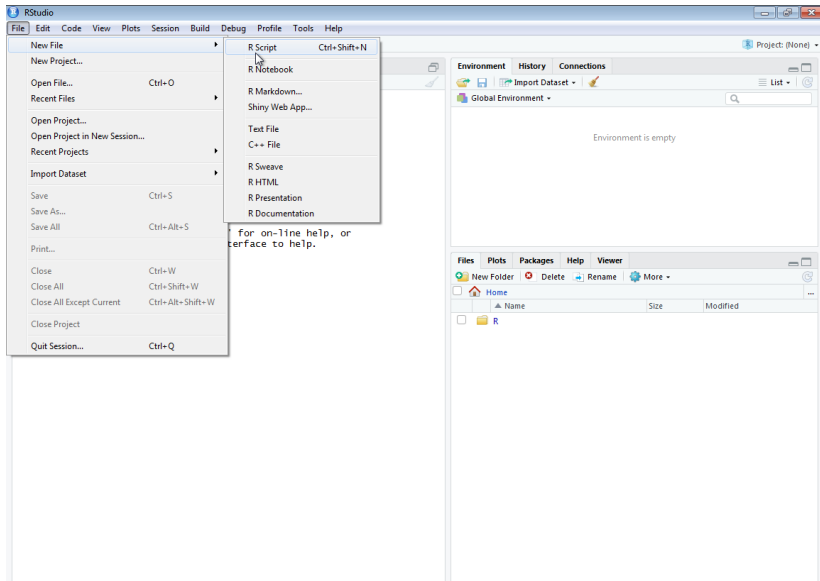 RStudio
File Edit Code View Plots Session Build Debug Profile Tools Help
New File
New Project...
Open File... Ctrl+O
Recent Files
Open Project...
Open Project in New Session...
Recent Projects
Import Dataset
Save Ctrl+S
Save As...
Save All Ctrl+Alt+S
Print...
Close Ctrl+W
Close All Ctrl+Shift+W
Close All Except Current Ctrl+Alt+Shift+W
Close Project
Quit Session... Ctrl+Q
R Script Ctrl+Shift+N
R Notebook
R Markdown...
Shiny Web App...
Text File
C++ File
R Sweave
R HTML
R Presentation
R Documentation
' for on-line help, or
terface to help.
Project: (None)
Environment History Connections
Import Dataset List
Global Environment
Environment is empty
Files Plots Packages Help Viewer
New Folder Delete Rename More
Home ...
Name Size Modified
R